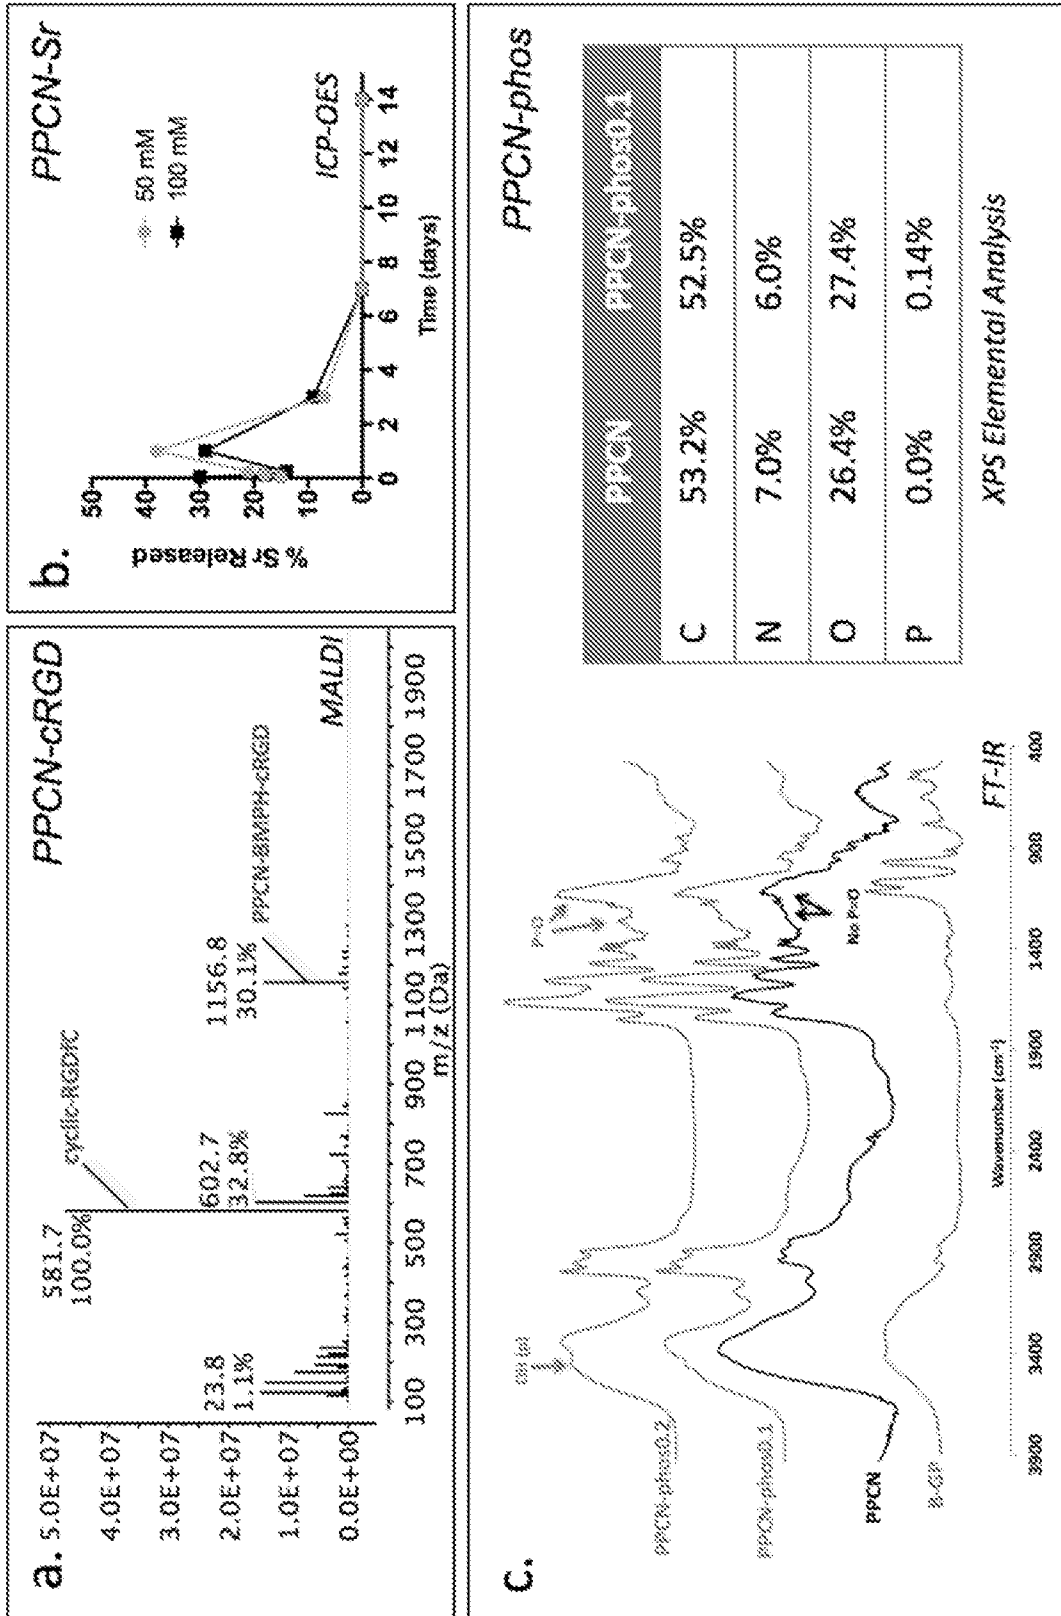 a.
PPCN-cRGD
5.0E+07
4.0E+07
3.0E+07
2.0E+07
1.0E+07
0.0E+00
581.7
100.0%
cyclic-RGDfC
23.8
1.1%
602.7
32.8%
1156.8
30.1%
PPCN-BMPH-cRGD
MALDI
100 300 500 700 900 1100 1300 1500 1700 1900
m/z (Da)
b.
PPCN-Sr
% Sr Released
50
40
30
20
10
0
50 mM
100 mM
ICP-OES
0 2 4 6 8 10 12 14
Time (days)
c.
PPCN-phos
OH (s)
P=O
PPCN-phos0.2
PPCN-phos0.1
PPCN
No P=O
B-GP
FT-IR
3900 3400 2900 2400 1900 1400 900 400
Wavenumber (cm⁻¹)
PPCN PPCN-phos0.1
C 53.2% 52.5%
N 7.0% 6.0%
O 26.4% 27.4%
P 0.0% 0.14%
XPS Elemental Analysis